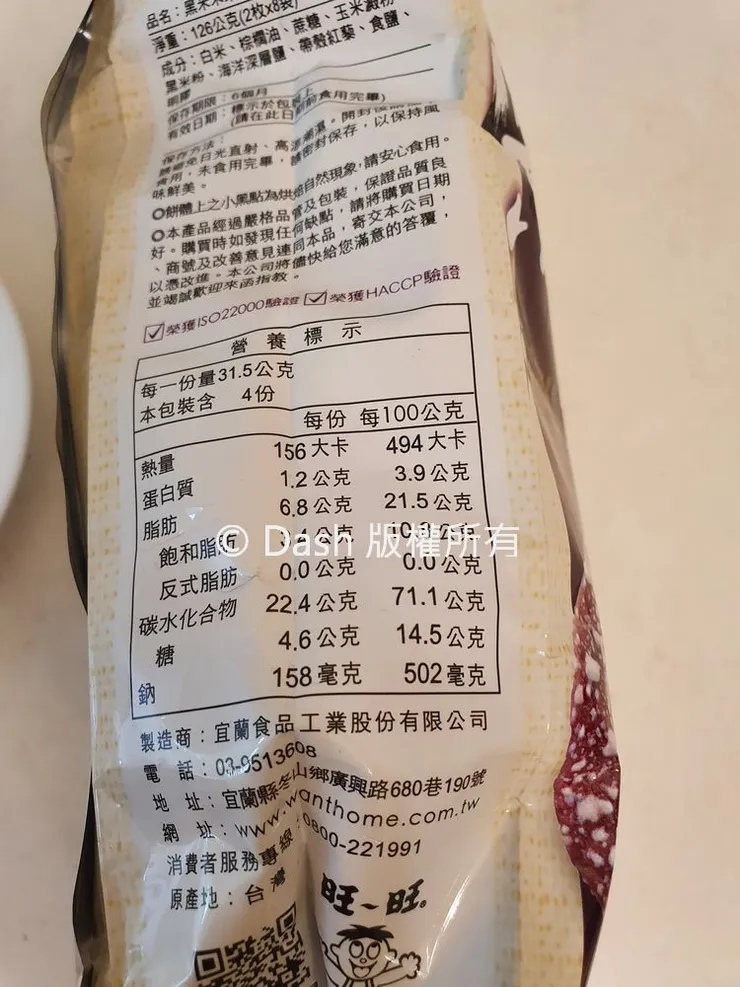 品名：黑米
淨重：126公克(2枚x8袋)
成分：白米、棕櫚油、蔗糖、玉米澱粉、
黑米粉、海洋深層鹽、帶殼紅藜、食鹽、
明膠
保存期限：6個月
有效日期：標示於包裝上
(請在此日期前食用完畢)
保存方法：
請避免日光直射、高溫潮濕。開封後請
食用，未食用完畢，請密封保存，以保持風
味鮮美。
◎餅體上之小黑點為烘焙自然現象，請安心食用。
◎本產品經過嚴格品管及包裝，保證品質良
好。購買時如發現任何缺點，請將購買日期
、商號及改善意見連同本品，寄交本公司，
以憑改進。本公司將儘快給您滿意的答覆，
並竭誠歡迎來函指教。
☑榮獲ISO22000驗證 ☑榮獲HACCP驗證
營養標示
每一份量31.5公克
本包裝含 4份
每份 每100公克
熱量 156大卡 494大卡
蛋白質 1.2公克 3.9公克
脂肪 6.8公克 21.5公克
飽和脂肪 公克 公克
反式脂肪 0.0公克 0.0公克
碳水化合物 22.4公克 71.1公克
糖 4.6公克 14.5公克
鈉 158毫克 502毫克
© Dash 版權所有
製造商：宜蘭食品工業股份有限公司
電話：03-9513608
地址：宜蘭縣冬山鄉廣興路680巷190號
網址：www.wanthome.com.tw
消費者服務專線 0800-221991
原產地：台灣
旺~旺